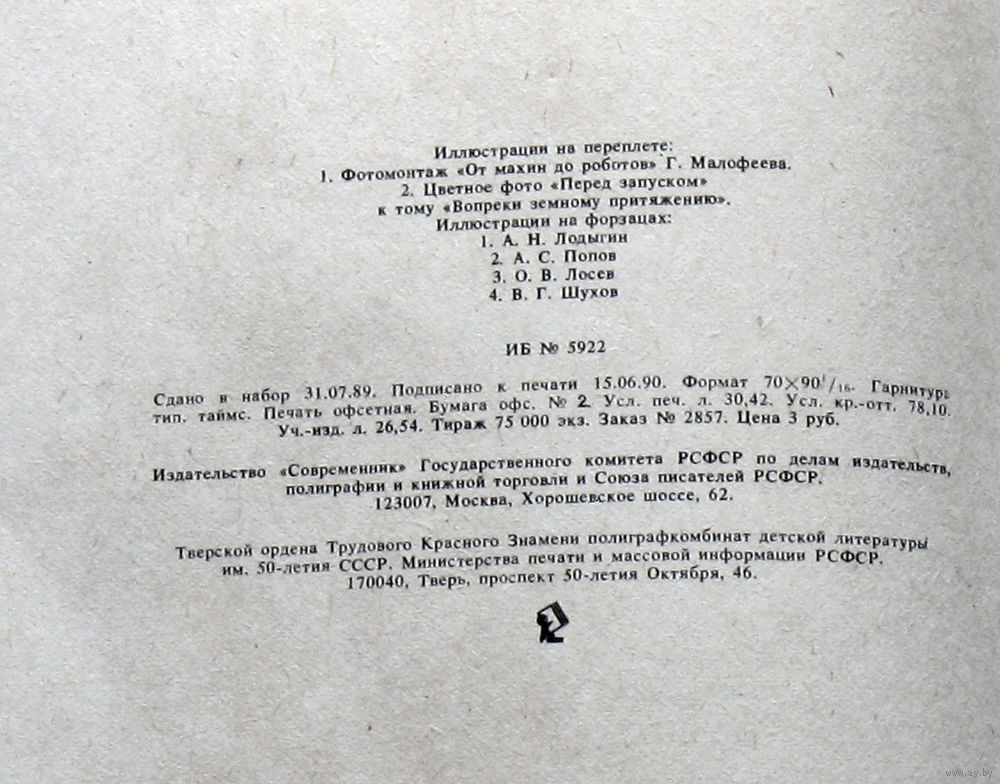 Иллюстрации на переплете:
1. Фотомонтаж «От махин до роботов» Г. Малофеева.
2. Цветное фото «Перед запуском»
к тому «Вопреки земному притяжению».
Иллюстрации на форзацах:
1. А. Н. Лодыгин
2. А. С. Попов
3. О. В. Лосев
4. В. Г. Шухов
ИБ № 5922
Сдано в набор 31.07.89. Подписано к печати 15.06.90. Формат 70×90¹/₁₆. Гарнитура
тип. таймс. Печать офсетная. Бумага офс. № 2. Усл. печ. л. 30,42. Усл. кр.-отт. 78,10.
Уч.-изд. л. 26,54. Тираж 75 000 экз. Заказ № 2857. Цена 3 руб.
Издательство «Современник» Государственного комитета РСФСР по делам издательств,
полиграфии и книжной торговли и Союза писателей РСФСР.
123007, Москва, Хорошевское шоссе, 62.
Тверской ордена Трудового Красного Знамени полиграфкомбинат детской литературы
им. 50-летия СССР. Министерства печати и массовой информации РСФСР.
170040, Тверь, проспект 50-летия Октября, 46.
www.ay.by